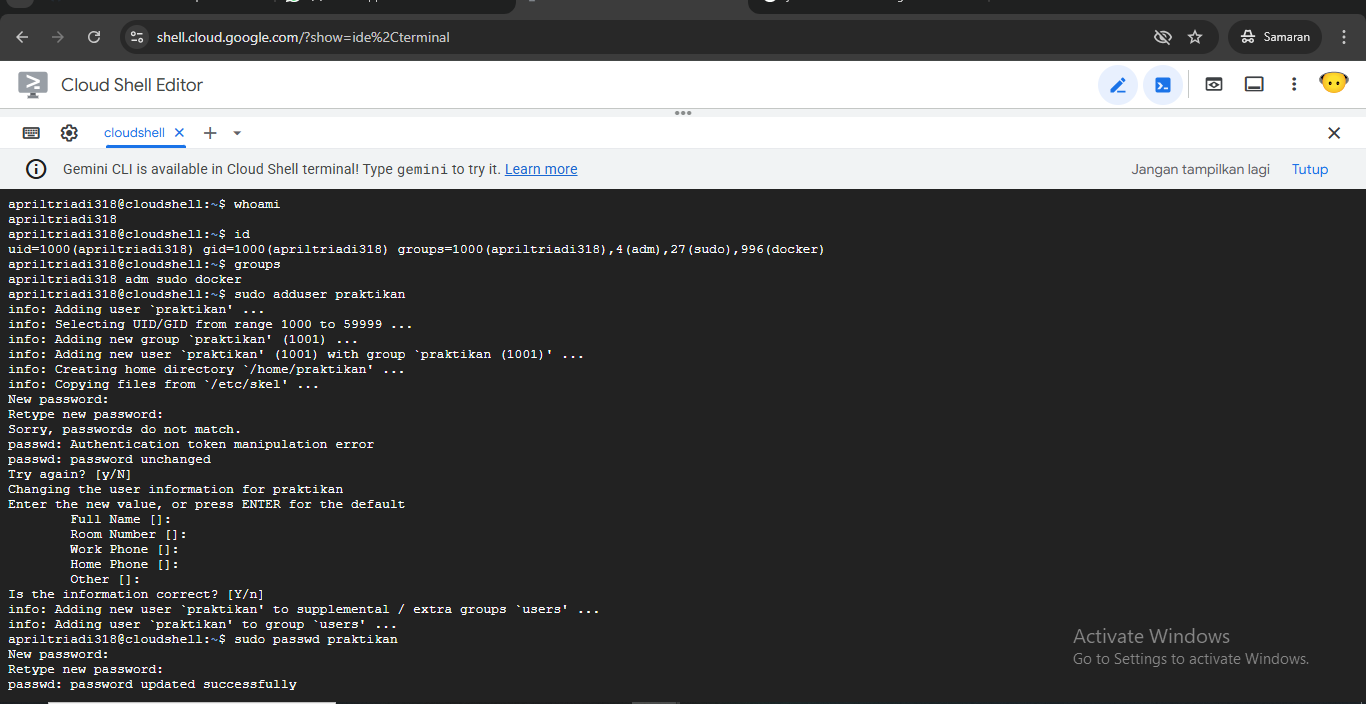 shell.cloud.google.com/?show=ide%2Cterminal
Samaran
Cloud Shell Editor
cloudshell
Gemini CLI is available in Cloud Shell terminal! Type gemini to try it. Learn more
Jangan tampilkan lagi
Tutup
apriltriadi318@cloudshell:~$ whoami
apriltriadi318
apriltriadi318@cloudshell:~$ id
uid=1000(apriltriadi318) gid=1000(apriltriadi318) groups=1000(apriltriadi318),4(adm),27(sudo),996(docker)
apriltriadi318@cloudshell:~$ groups
apriltriadi318 adm sudo docker
apriltriadi318@cloudshell:~$ sudo adduser praktikan
info: Adding user `praktikan' ...
info: Selecting UID/GID from range 1000 to 59999 ...
info: Adding new group `praktikan' (1001) ...
info: Adding new user `praktikan' (1001) with group `praktikan (1001)' ...
info: Creating home directory `/home/praktikan' ...
info: Copying files from `/etc/skel' ...
New password:
Retype new password:
Sorry, passwords do not match.
passwd: Authentication token manipulation error
passwd: password unchanged
Try again? [y/N]
Changing the user information for praktikan
Enter the new value, or press ENTER for the default
Full Name []:
Room Number []:
Work Phone []:
Home Phone []:
Other []:
Is the information correct? [Y/n]
info: Adding new user `praktikan' to supplemental / extra groups `users' ...
info: Adding user `praktikan' to group `users' ...
apriltriadi318@cloudshell:~$ sudo passwd praktikan
New password:
Retype new password:
passwd: password updated successfully
Activate Windows
Go to Settings to activate Windows.